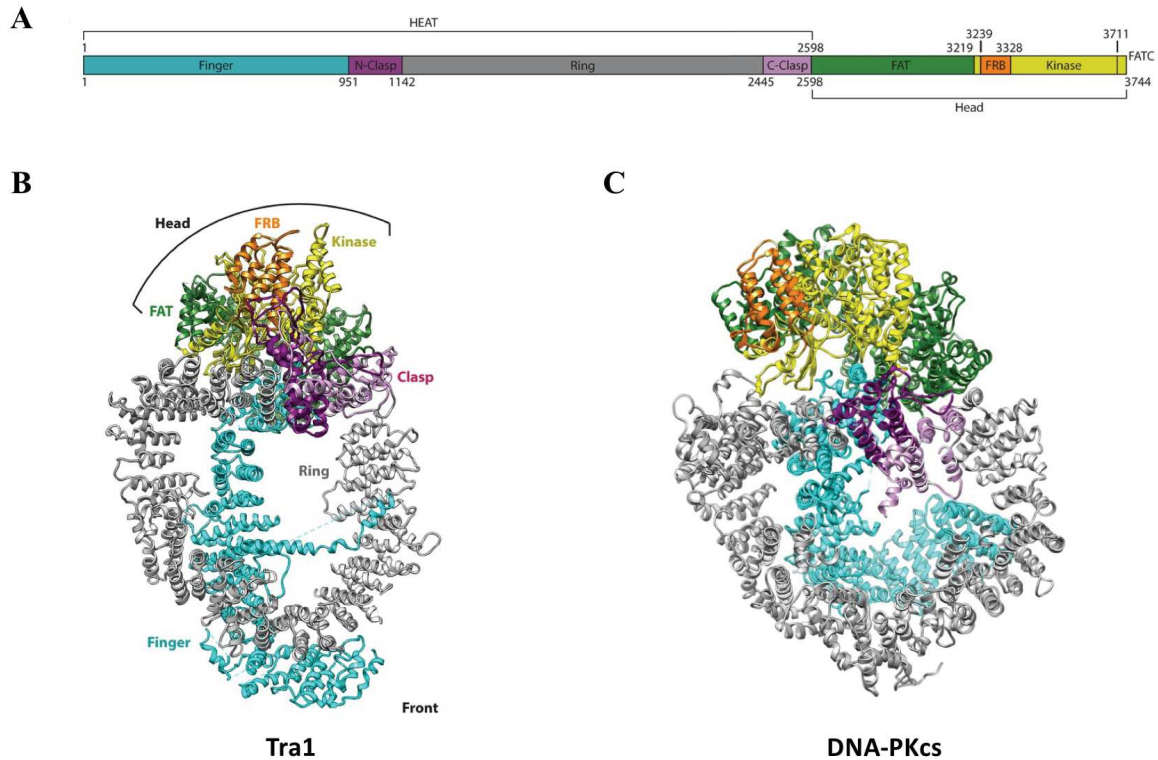 A
HEAT
1 2598 3219 3239 3328 3711 FATC
Finger N-Clasp Ring C-Clasp FAT FRB Kinase
1 951 1142 2445 2598 3744
Head
B
Head FRB
Kinase
FAT
Clasp
Ring
Finger
Front
Tra1
C
DNA-PKcs